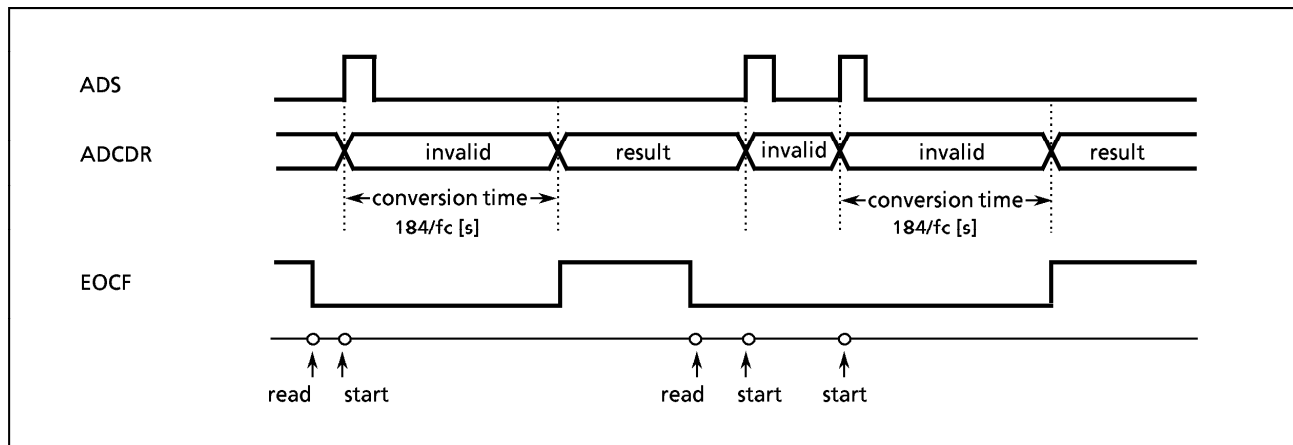 ADS
ADCDR
invalid
result
invalid
invalid
result
conversion time
184/fc [s]
conversion time
184/fc [s]
EOCF
read
start
read
start
start